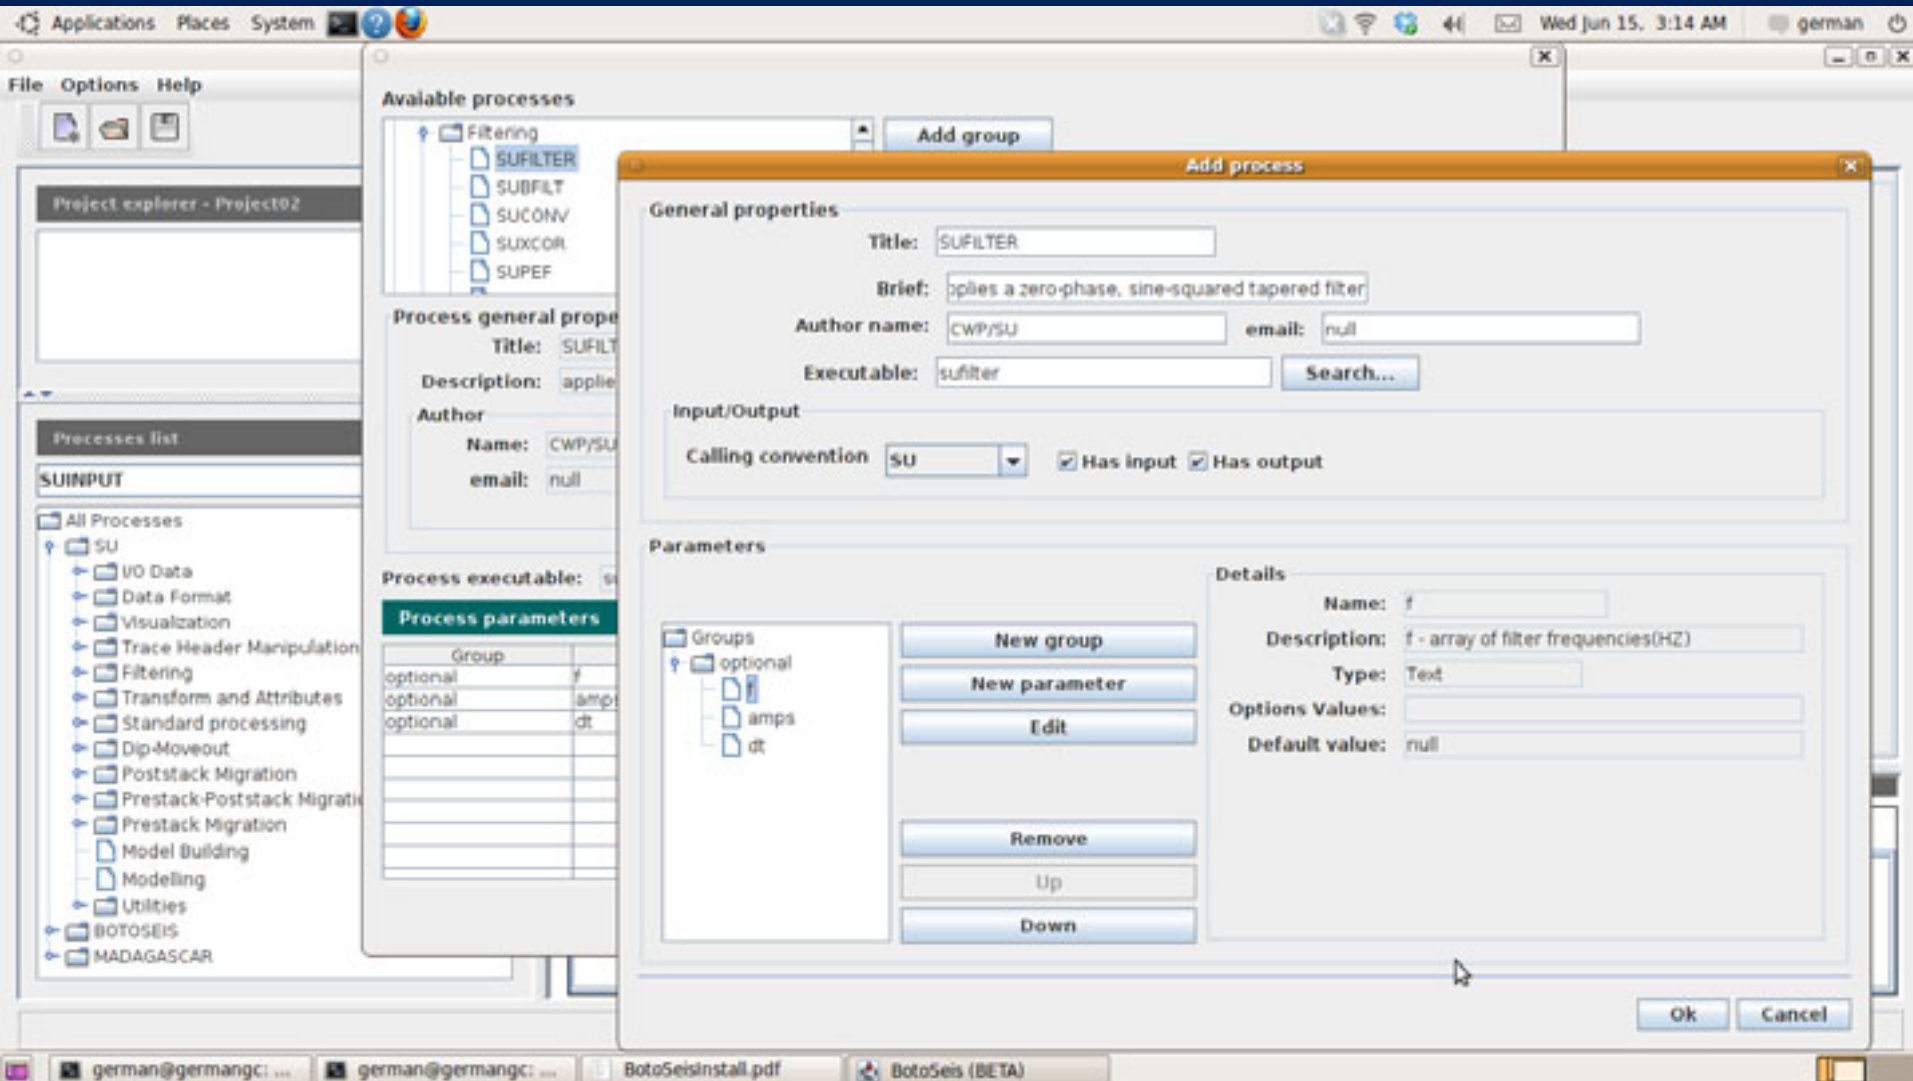 Applications Places System
Wed Jun 15, 3:14 AM german
File Options Help
Project explorer - Project02
Processes list
SUINPUT
All Processes
SU
I/O Data
Data Format
Visualization
Trace Header Manipulation
Filtering
Transform and Attributes
Standard processing
Dip-Moveout
Poststack Migration
Prestack-Poststack
Prestack Migration
Model Building
Modelling
Utilities
BOTOSEIS
MADAGASCAR
Avaiable processes
Filtering
SUFILTER
SUBFILT
SUCONV
SUXCOR
SUPEF
Add group
Process general prope
Title: SUFILT
Description: applie
Author
Name: CWP/SU
email: null
Process executable:
Process parameters
Group
optional f
optional amps
optional dt
Add process
General properties
Title: SUFILTER
Brief: pplies a zero-phase, sine-squared tapered filter
Author name: CWP/SU email: null
Executable: sufilter Search...
Input/Output
Calling convention SU Has input Has output
Parameters
Groups
optional
f
amps
dt
New group
New parameter
Edit
Remove
Up
Down
Details
Name: f
Description: f - array of filter frequencies(HZ)
Type: Text
Options Values:
Default value: null
Ok Cancel
german@germangc: ... german@germangc: ... BotoSeisInstall.pdf BotoSeis (BETA)